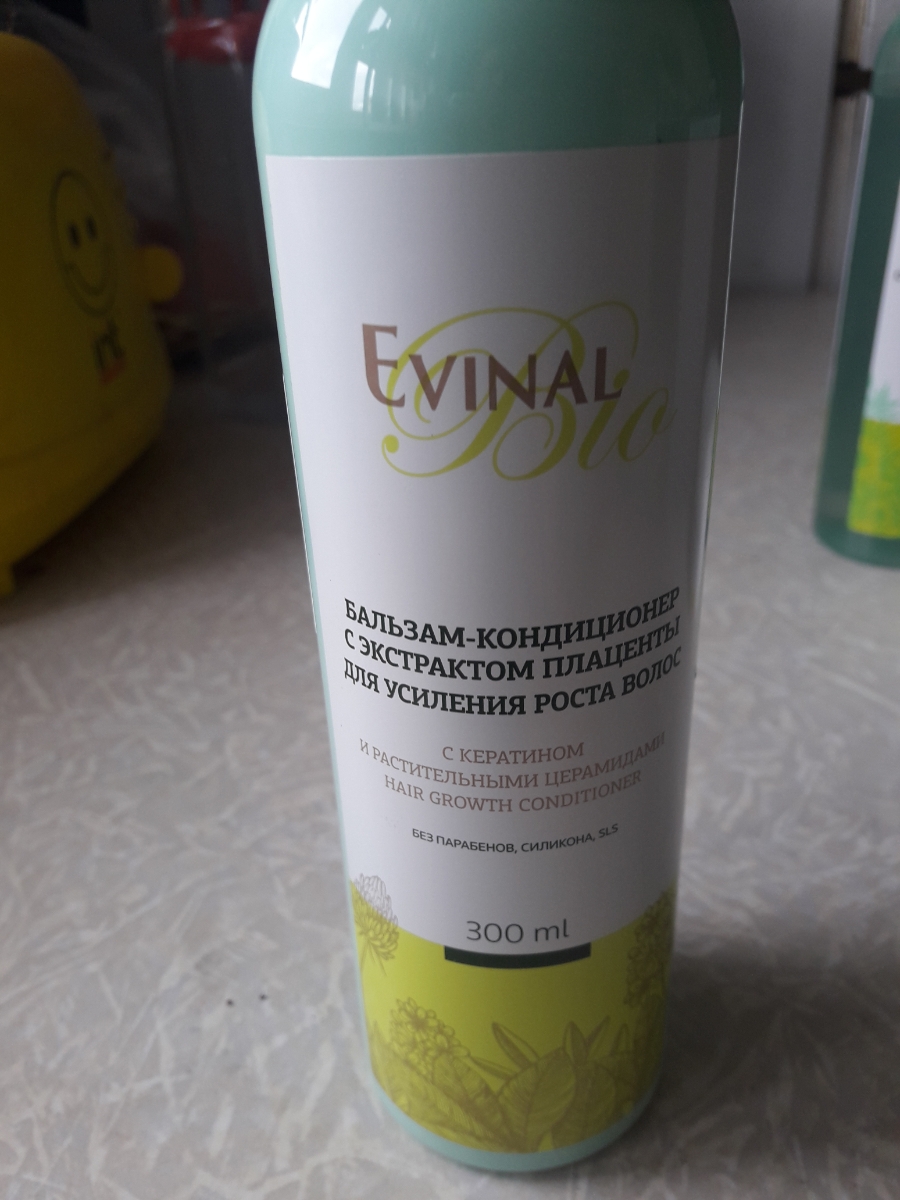 EVINAL
Bio
БАЛЬЗАМ-КОНДИЦИОНЕР
С ЭКСТРАКТОМ ПЛАЦЕНТЫ
ДЛЯ УСИЛЕНИЯ РОСТА ВОЛОС
С КЕРАТИНОМ
И РАСТИТЕЛЬНЫМИ ЦЕРАМИДАМИ
HAIR GROWTH CONDITIONER
БЕЗ ПАРАБЕНОВ, СИЛИКОНА, SLS
300 ml